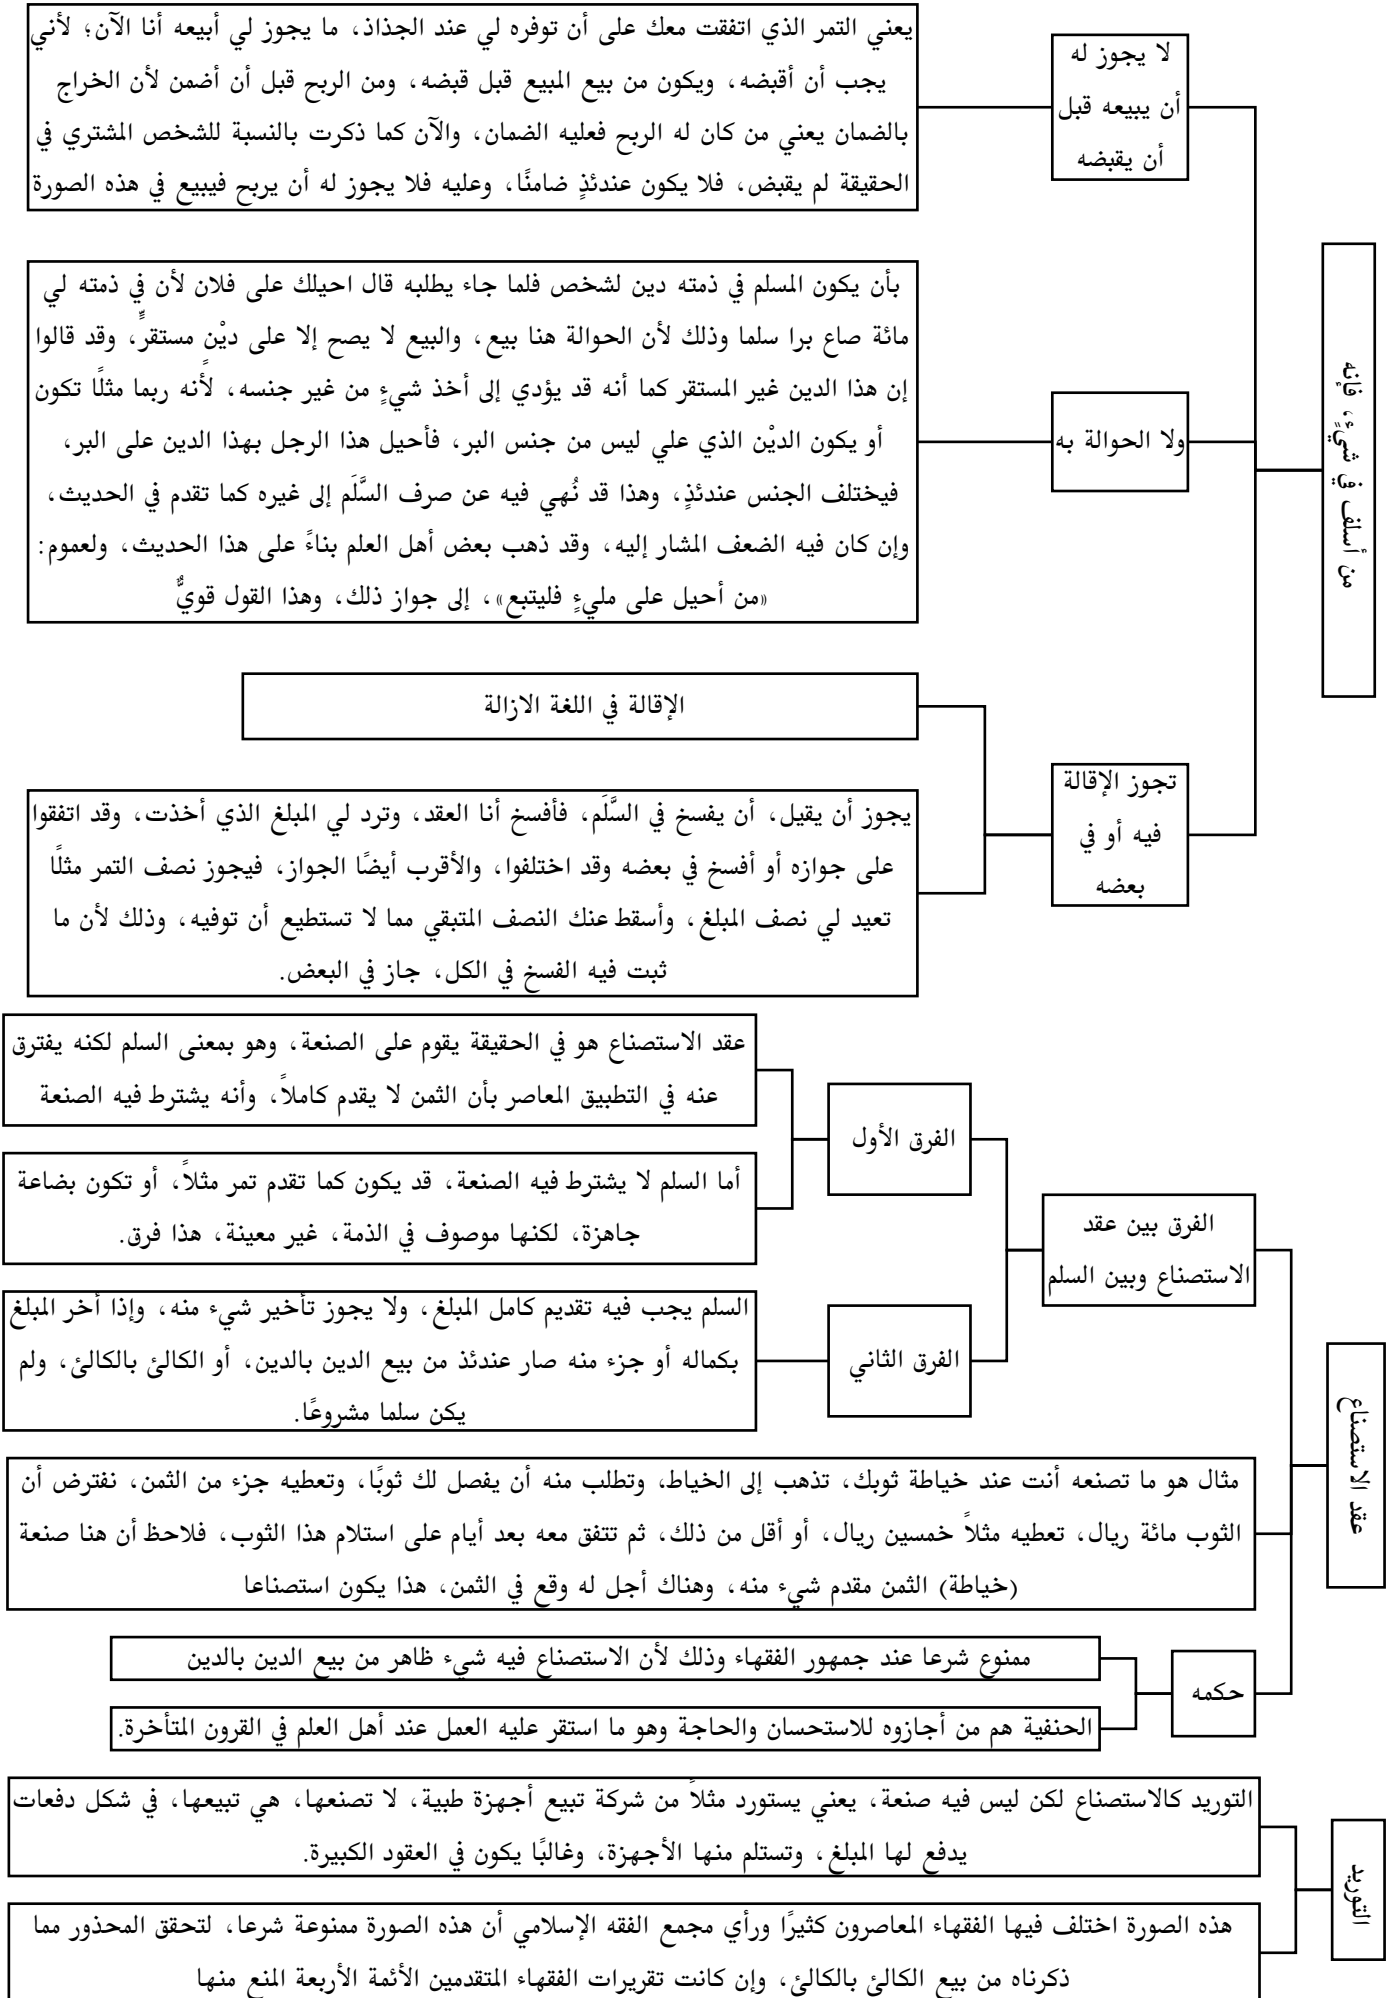 من أسلف في شيءٍ، فإنه
لا يجوز له
أن يبيعه قبل
أن يقبضه
يعني التمر الذي اتفقت معك على أن توفره لي عند الجذاذ، ما يجوز لي أبيعه أنا الآن؛ لأني
يجب أن أقبضه، ويكون من بيع المبيع قبل قبضه، ومن الربح قبل أن أضمن لأن الخراج
بالضمان يعني من كان له الربح فعليه الضمان، والآن كما ذكرت بالنسبة للشخص المشتري في
الحقيقة لم يقبض، فلا يكون عندئذٍ ضامنًا، وعليه فلا يجوز له أن يربح فيبيع في هذه الصورة
ولا الحوالة به
بأن يكون المسلم في ذمته دين لشخص فلما جاء يطلبه قال احيلك على فلان لأن في ذمته لي
مائة صاع برا سلما وذلك لأن الحوالة هنا بيع، والبيع لا يصح إلا على ديْنٍ مستقرٍّ، وقد قالوا
إن هذا الدين غير المستقر كما أنه قد يؤدي إلى أخذ شيءٍ من غير جنسه، لأنه ربما مثلًا تكون
أو يكون الديْن الذي علي ليس من جنس البر، فأحيل هذا الرجل بهذا الدين على البر،
فيختلف الجنس عندئذٍ، وهذا قد نُهي فيه عن صرف السَّلَم إلى غيره كما تقدم في الحديث،
وإن كان فيه الضعف المشار إليه، وقد ذهب بعض أهل العلم بناءً على هذا الحديث، ولعموم:
«من أحيل على مليءٍ فليتبع»، إلى جواز ذلك، وهذا القول قويٌّ
تجوز الإقالة
فيه أو في
بعضه
الإقالة في اللغة الازالة
يجوز أن يقيل، أن يفسخ في السَّلَم، فأفسخ أنا العقد، وترد لي المبلغ الذي أخذت، وقد اتفقوا
على جوازه أو أفسخ في بعضه وقد اختلفوا، والأقرب أيضًا الجواز، فيجوز نصف التمر مثلًا
تعيد لي نصف المبلغ، وأسقط عنك النصف المتبقي مما لا تستطيع أن توفيه، وذلك لأن ما
ثبت فيه الفسخ في الكل، جاز في البعض.
عقد الاستصناع
الفرق بين عقد
الاستصناع وبين السلم
الفرق الأول
عقد الاستصناع هو في الحقيقة يقوم على الصنعة، وهو بمعنى السلم لكنه يفترق
عنه في التطبيق المعاصر بأن الثمن لا يقدم كاملاً، وأنه يشترط فيه الصنعة
أما السلم لا يشترط فيه الصنعة، قد يكون كما تقدم تمر مثلاً، أو تكون بضاعة
جاهزة، لكنها موصوف في الذمة، غير معينة، هذا فرق.
الفرق الثاني
السلم يجب فيه تقديم كامل المبلغ، ولا يجوز تأخير شيء منه، وإذا أخر المبلغ
بكماله أو جزء منه صار عندئذ من بيع الدين بالدين، أو الكالئ بالكالئ، ولم
يكن سلما مشروعًا.
مثال هو ما تصنعه أنت عند خياطة ثوبك، تذهب إلى الخياط، وتطلب منه أن يفصل لك ثوبًا، وتعطيه جزء من الثمن، نفترض أن
الثوب مائة ريال، تعطيه مثلاً خمسين ريال، أو أقل من ذلك، ثم تتفق معه بعد أيام على استلام هذا الثوب، فلاحظ أن هنا صنعة
(خياطة) الثمن مقدم شيء منه، وهناك أجل له وقع في الثمن، هذا يكون استصناعا
حكمه
ممنوع شرعا عند جمهور الفقهاء وذلك لأن الاستصناع فيه شيء ظاهر من بيع الدين بالدين
الحنفية هم من أجازوه للاستحسان والحاجة وهو ما استقر عليه العمل عند أهل العلم في القرون المتأخرة.
التوريد
التوريد كالاستصناع لكن ليس فيه صنعة، يعني يستورد مثلاً من شركة تبيع أجهزة طبية، لا تصنعها، هي تبيعها، في شكل دفعات
يدفع لها المبلغ، وتستلم منها الأجهزة، وغالبًا يكون في العقود الكبيرة.
هذه الصورة اختلف فيها الفقهاء المعاصرون كثيرًا ورأي مجمع الفقه الإسلامي أن هذه الصورة ممنوعة شرعا، لتحقق المحذور مما
ذكرناه من بيع الكالئ بالكالئ، وإن كانت تقريرات الفقهاء المتقدمين الأئمة الأربعة المنع منها